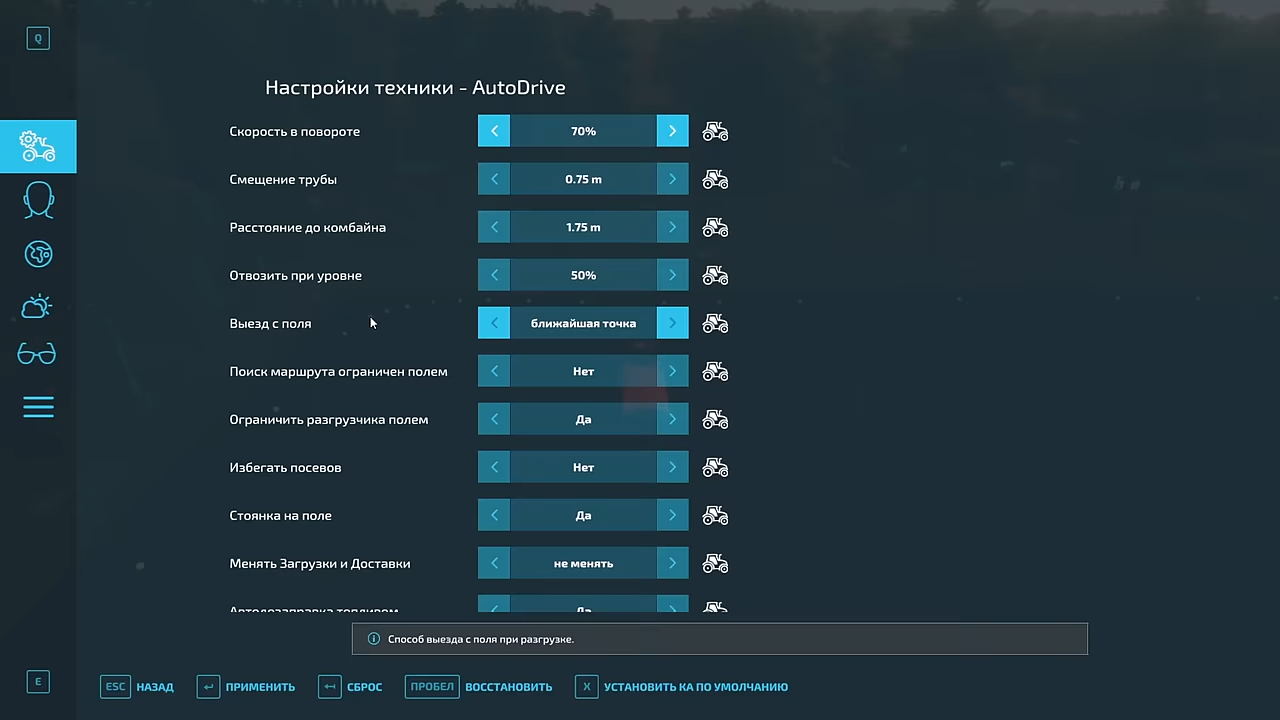 Q
Настройки техники - AutoDrive
Скорость в повороте 70%
Смещение трубы 0.75 m
Расстояние до комбайна 1.75 m
Отвозить при уровне 50%
Выезд с поля ближайшая точка
Поиск маршрута ограничен полем Нет
Ограничить разгрузчика полем Да
Избегать посевов Нет
Стоянка на поле Да
Менять Загрузки и Доставки не менять
Автодозаправка топливом Да
Способ выезда с поля при разгрузке.
E
ESC НАЗАД ПРИМЕНИТЬ СБРОС ПРОБЕЛ ВОССТАНОВИТЬ X УСТАНОВИТЬ КА ПО УМОЛЧАНИЮ